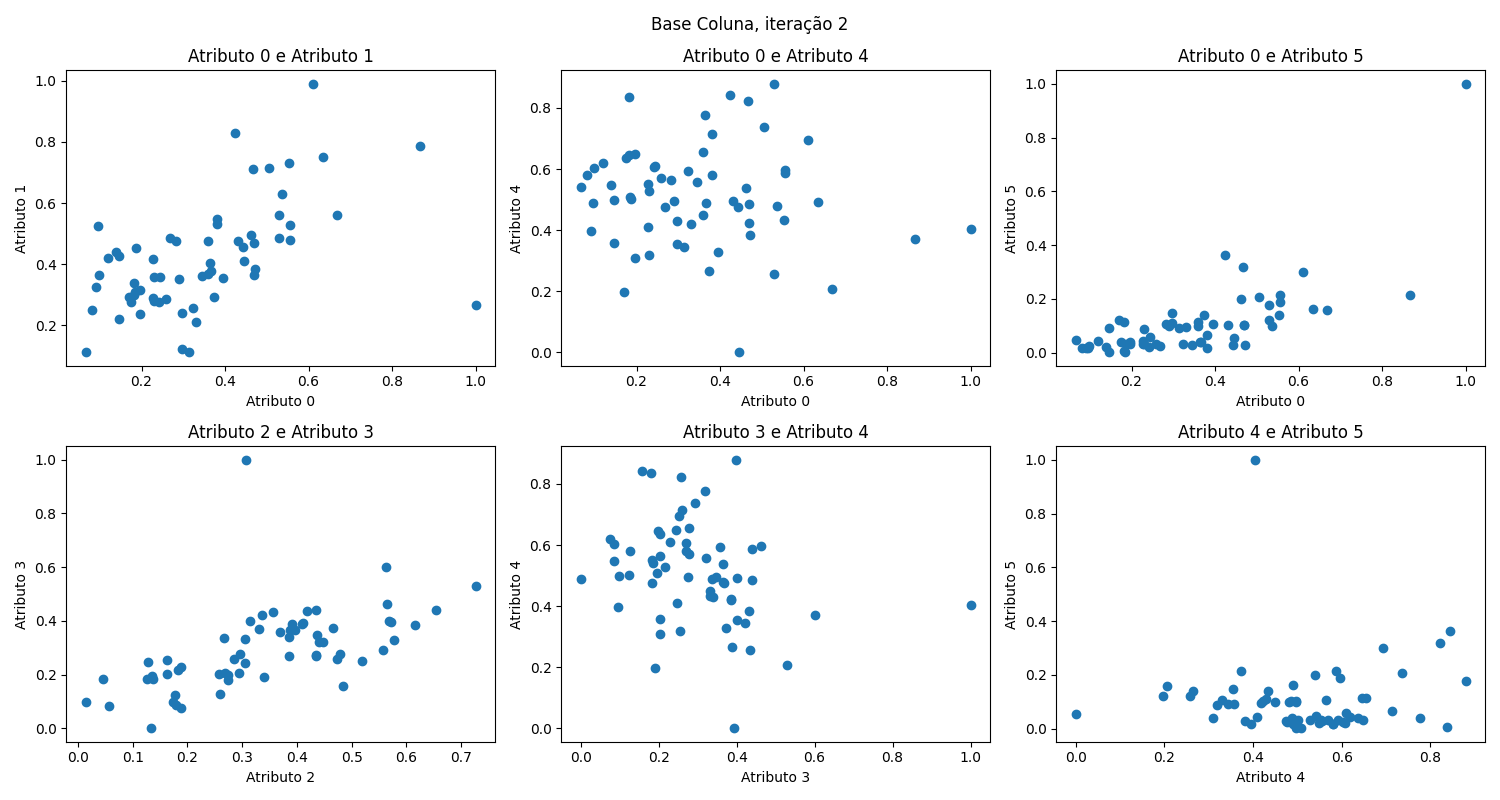 Base Coluna, iteração 2
Atributo 0 e Atributo 1
Atributo 1
1.0
0.8
0.6
0.4
0.2
0.2 0.4 0.6 0.8 1.0
Atributo 0
Atributo 0 e Atributo 4
Atributo 4
0.8
0.6
0.4
0.2
0.0
0.2 0.4 0.6 0.8 1.0
Atributo 0
Atributo 0 e Atributo 5
Atributo 5
1.0
0.8
0.6
0.4
0.2
0.0
0.2 0.4 0.6 0.8 1.0
Atributo 0
Atributo 2 e Atributo 3
Atributo 3
1.0
0.8
0.6
0.4
0.2
0.0
0.0 0.1 0.2 0.3 0.4 0.5 0.6 0.7
Atributo 2
Atributo 3 e Atributo 4
Atributo 4
0.8
0.6
0.4
0.2
0.0
0.0 0.2 0.4 0.6 0.8 1.0
Atributo 3
Atributo 4 e Atributo 5
Atributo 5
1.0
0.8
0.6
0.4
0.2
0.0
0.0 0.2 0.4 0.6 0.8
Atributo 4